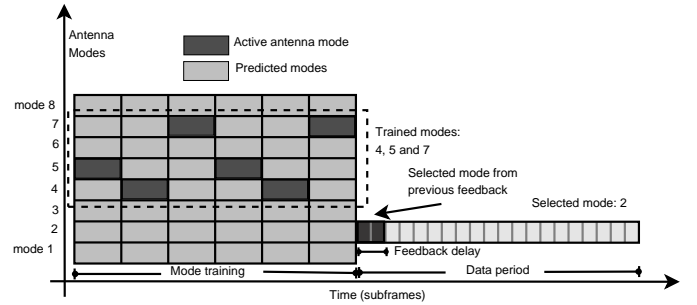 Antenna
Modes
Active antenna mode
Predicted modes
mode 8
7
6
5
4
3
2
mode 1
Trained modes:
4, 5 and 7
Selected mode from
previous feedback
Selected mode: 2
Feedback delay
Mode training
Data period
Time (subframes)